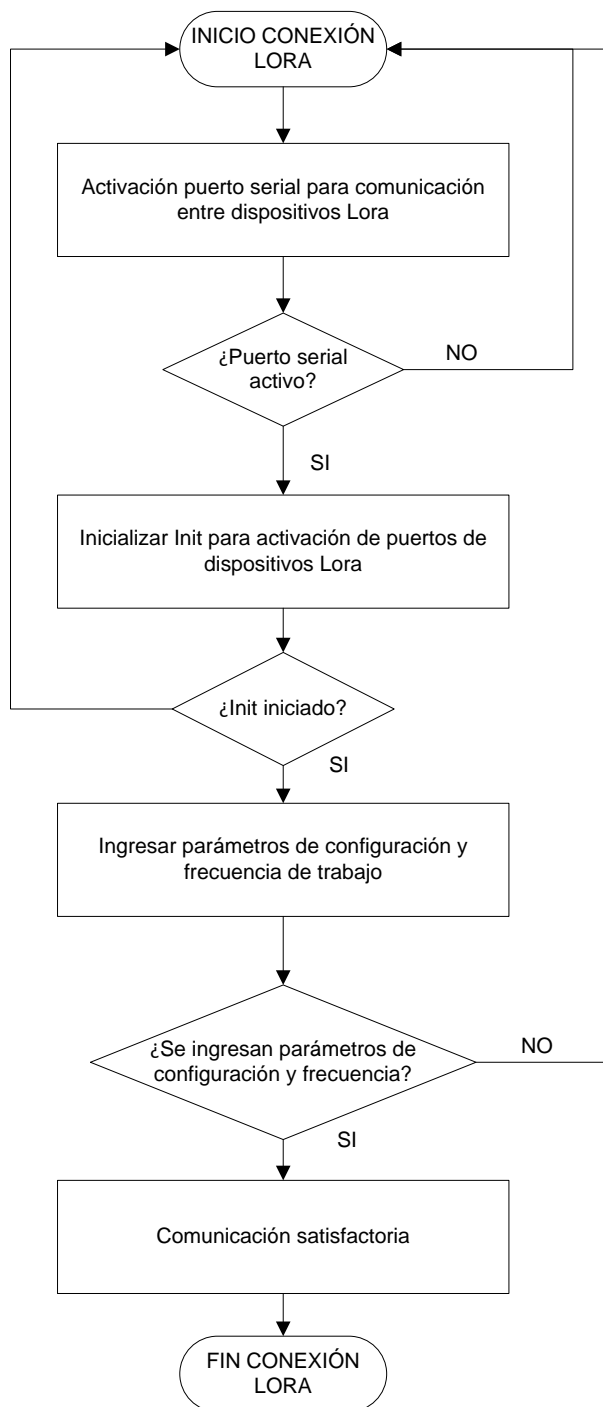 INICIO CONEXIÓN
LORA
Activación puerto serial para comunicación
entre dispositivos Lora
¿Puerto serial
activo?
NO
SI
Inicializar Init para activación de puertos de
dispositivos Lora
¿Init iniciado?
SI
Ingresar parámetros de configuración y
frecuencia de trabajo
¿Se ingresan parámetros de
configuración y frecuencia?
NO
SI
Comunicación satisfactoria
FIN CONEXIÓN
LORA